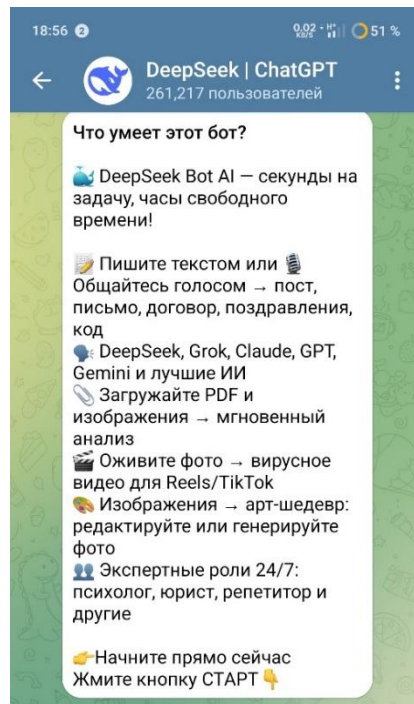 18:56 2 0.02 KB/S H+ 51 %
DeepSeek | ChatGPT
261,217 пользователей
Что умеет этот бот?
🐳 DeepSeek Bot AI — секунды на
задачу, часы свободного
времени!
📝 Пишите текстом или 🎙️
Общайтесь голосом → пост,
письмо, договор, поздравления,
код
🗣️ DeepSeek, Grok, Claude, GPT,
Gemini и лучшие ИИ
📎 Загружайте PDF и
изображения → мгновенный
анализ
🎬 Оживите фото → вирусное
видео для Reels/TikTok
🎨 Изображения → арт-шедевр:
редактируйте или генерируйте
фото
👥 Экспертные роли 24/7:
психолог, юрист, репетитор и
другие
👉Начните прямо сейчас
Жмите кнопку СТАРТ👇